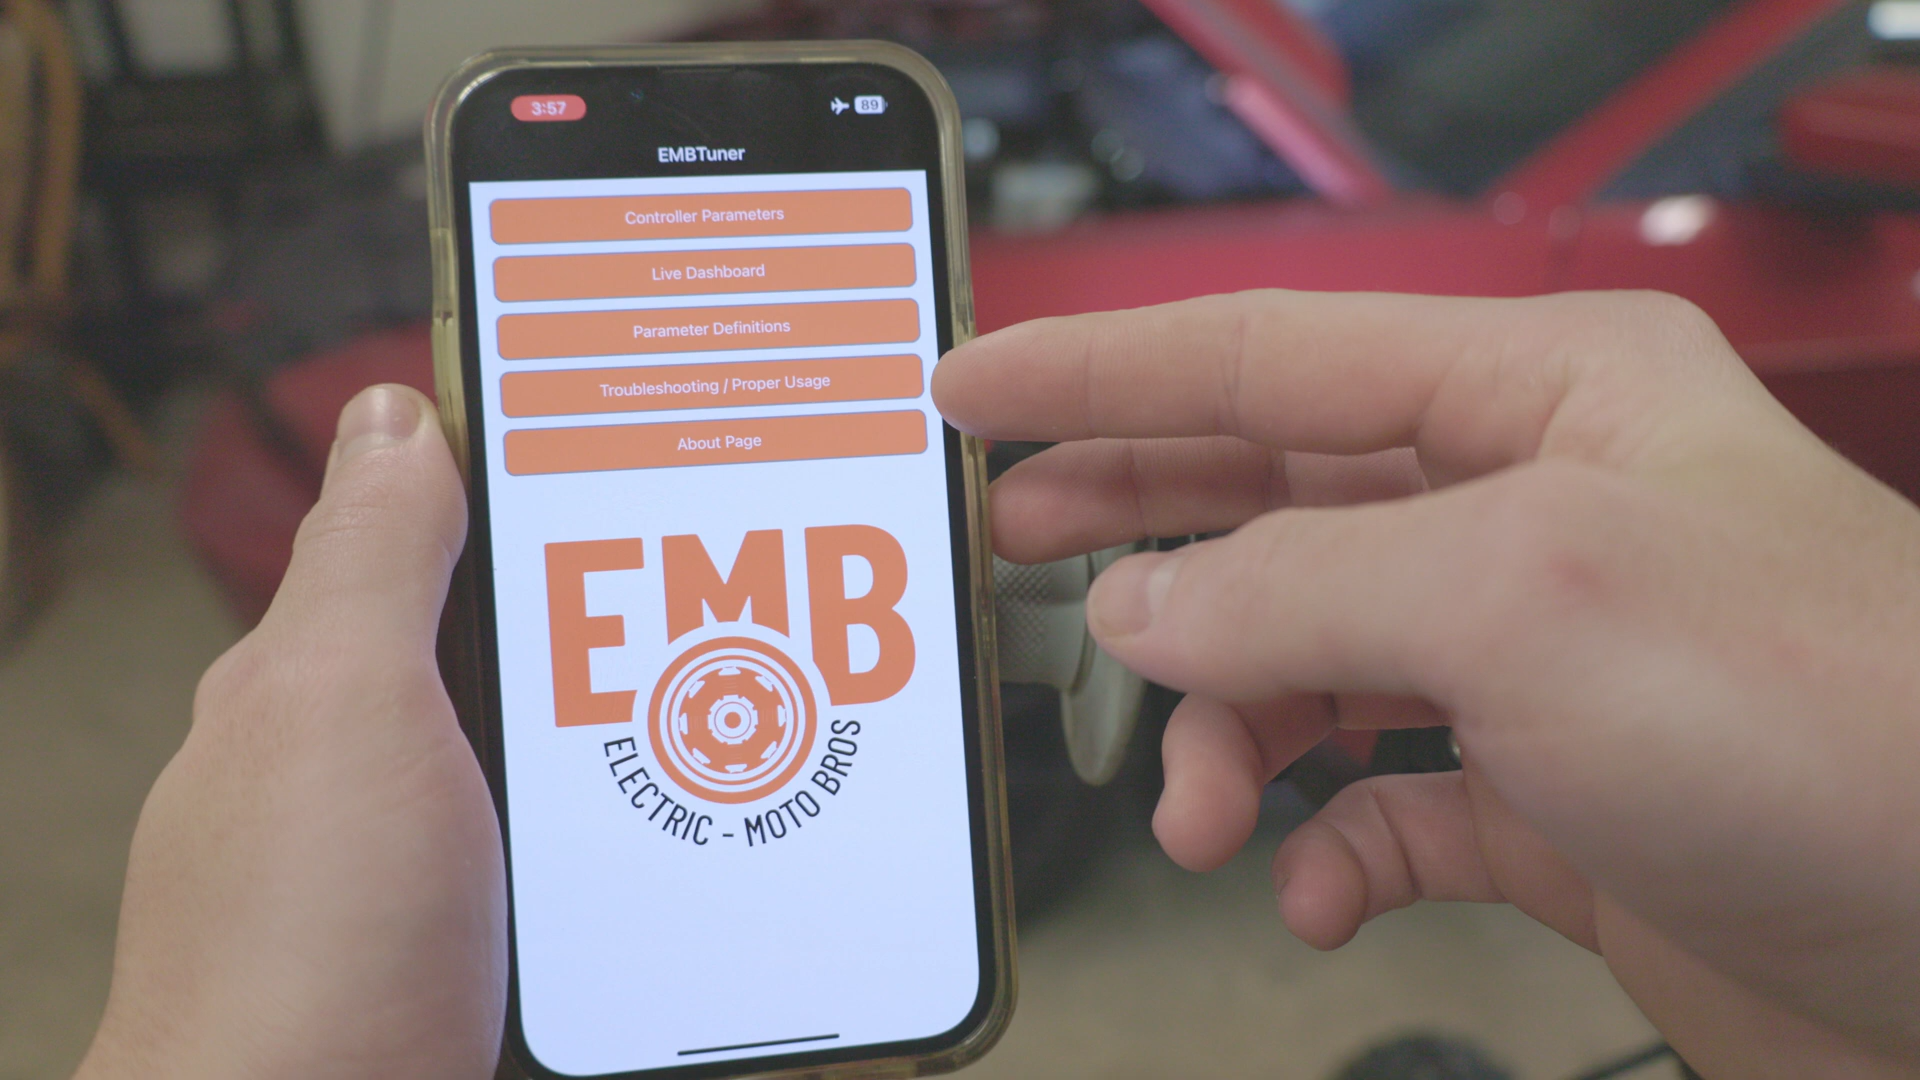 3:57
89
EMBTuner
Controller Parameters
Live Dashboard
Parameter Definitions
Troubleshooting / Proper Usage
About Page
EMB
ELECTRIC - MOTO BROS